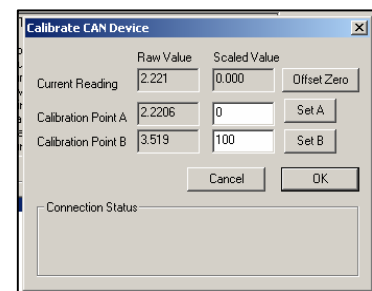 Calibrate CAN Device
Raw Value Scaled Value
Current Reading 2.221 0.000 Offset Zero
Calibration Point A 2.2206 0 Set A
Calibration Point B 3.519 100 Set B
Cancel OK
Connection Status